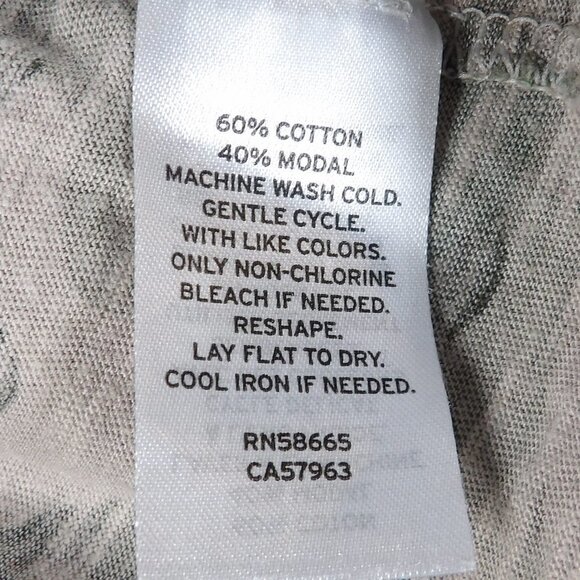 60% COTTON
40% MODAL
MACHINE WASH COLD.
GENTLE CYCLE.
WITH LIKE COLORS.
ONLY NON-CHLORINE
BLEACH IF NEEDED.
RESHAPE.
LAY FLAT TO DRY.
COOL IRON IF NEEDED.
RN58665
CA57963